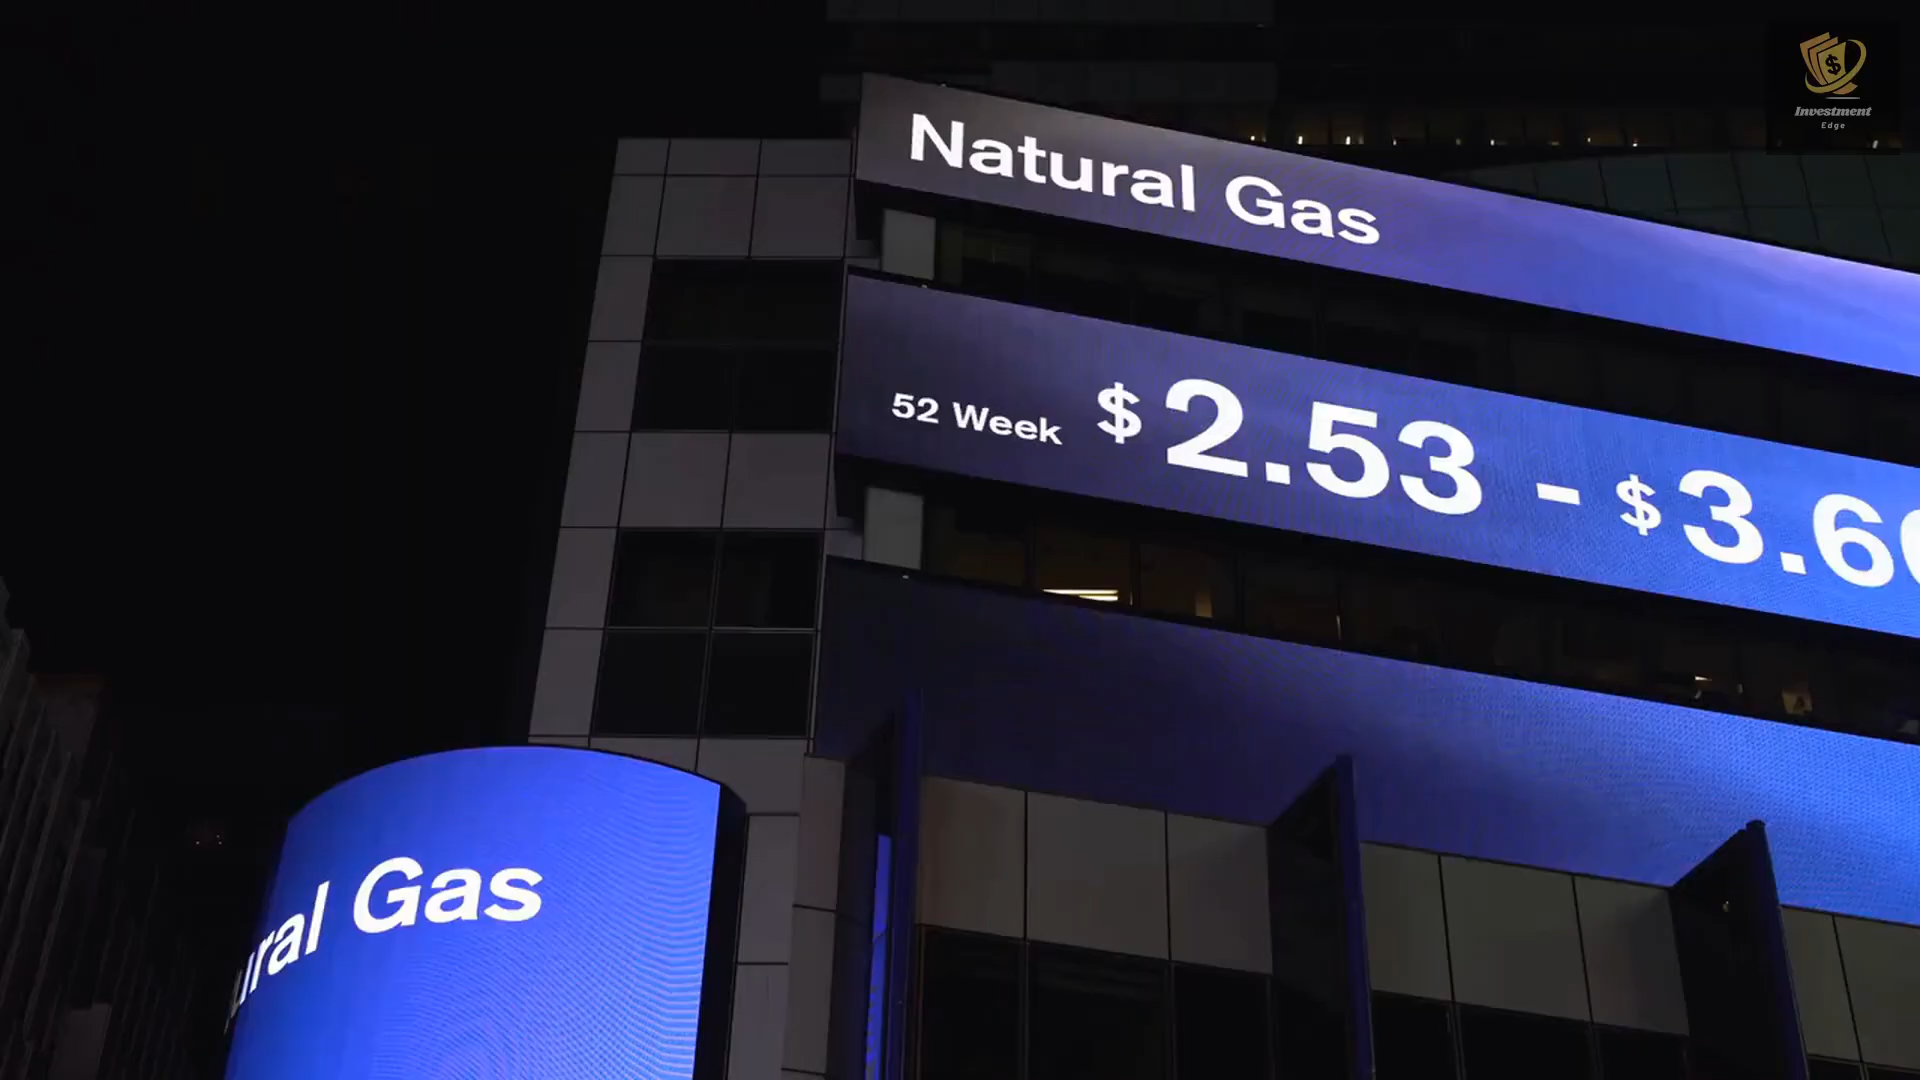 Investment
Edge
Natural Gas
52 Week $2.53 - $3.6
ural Gas